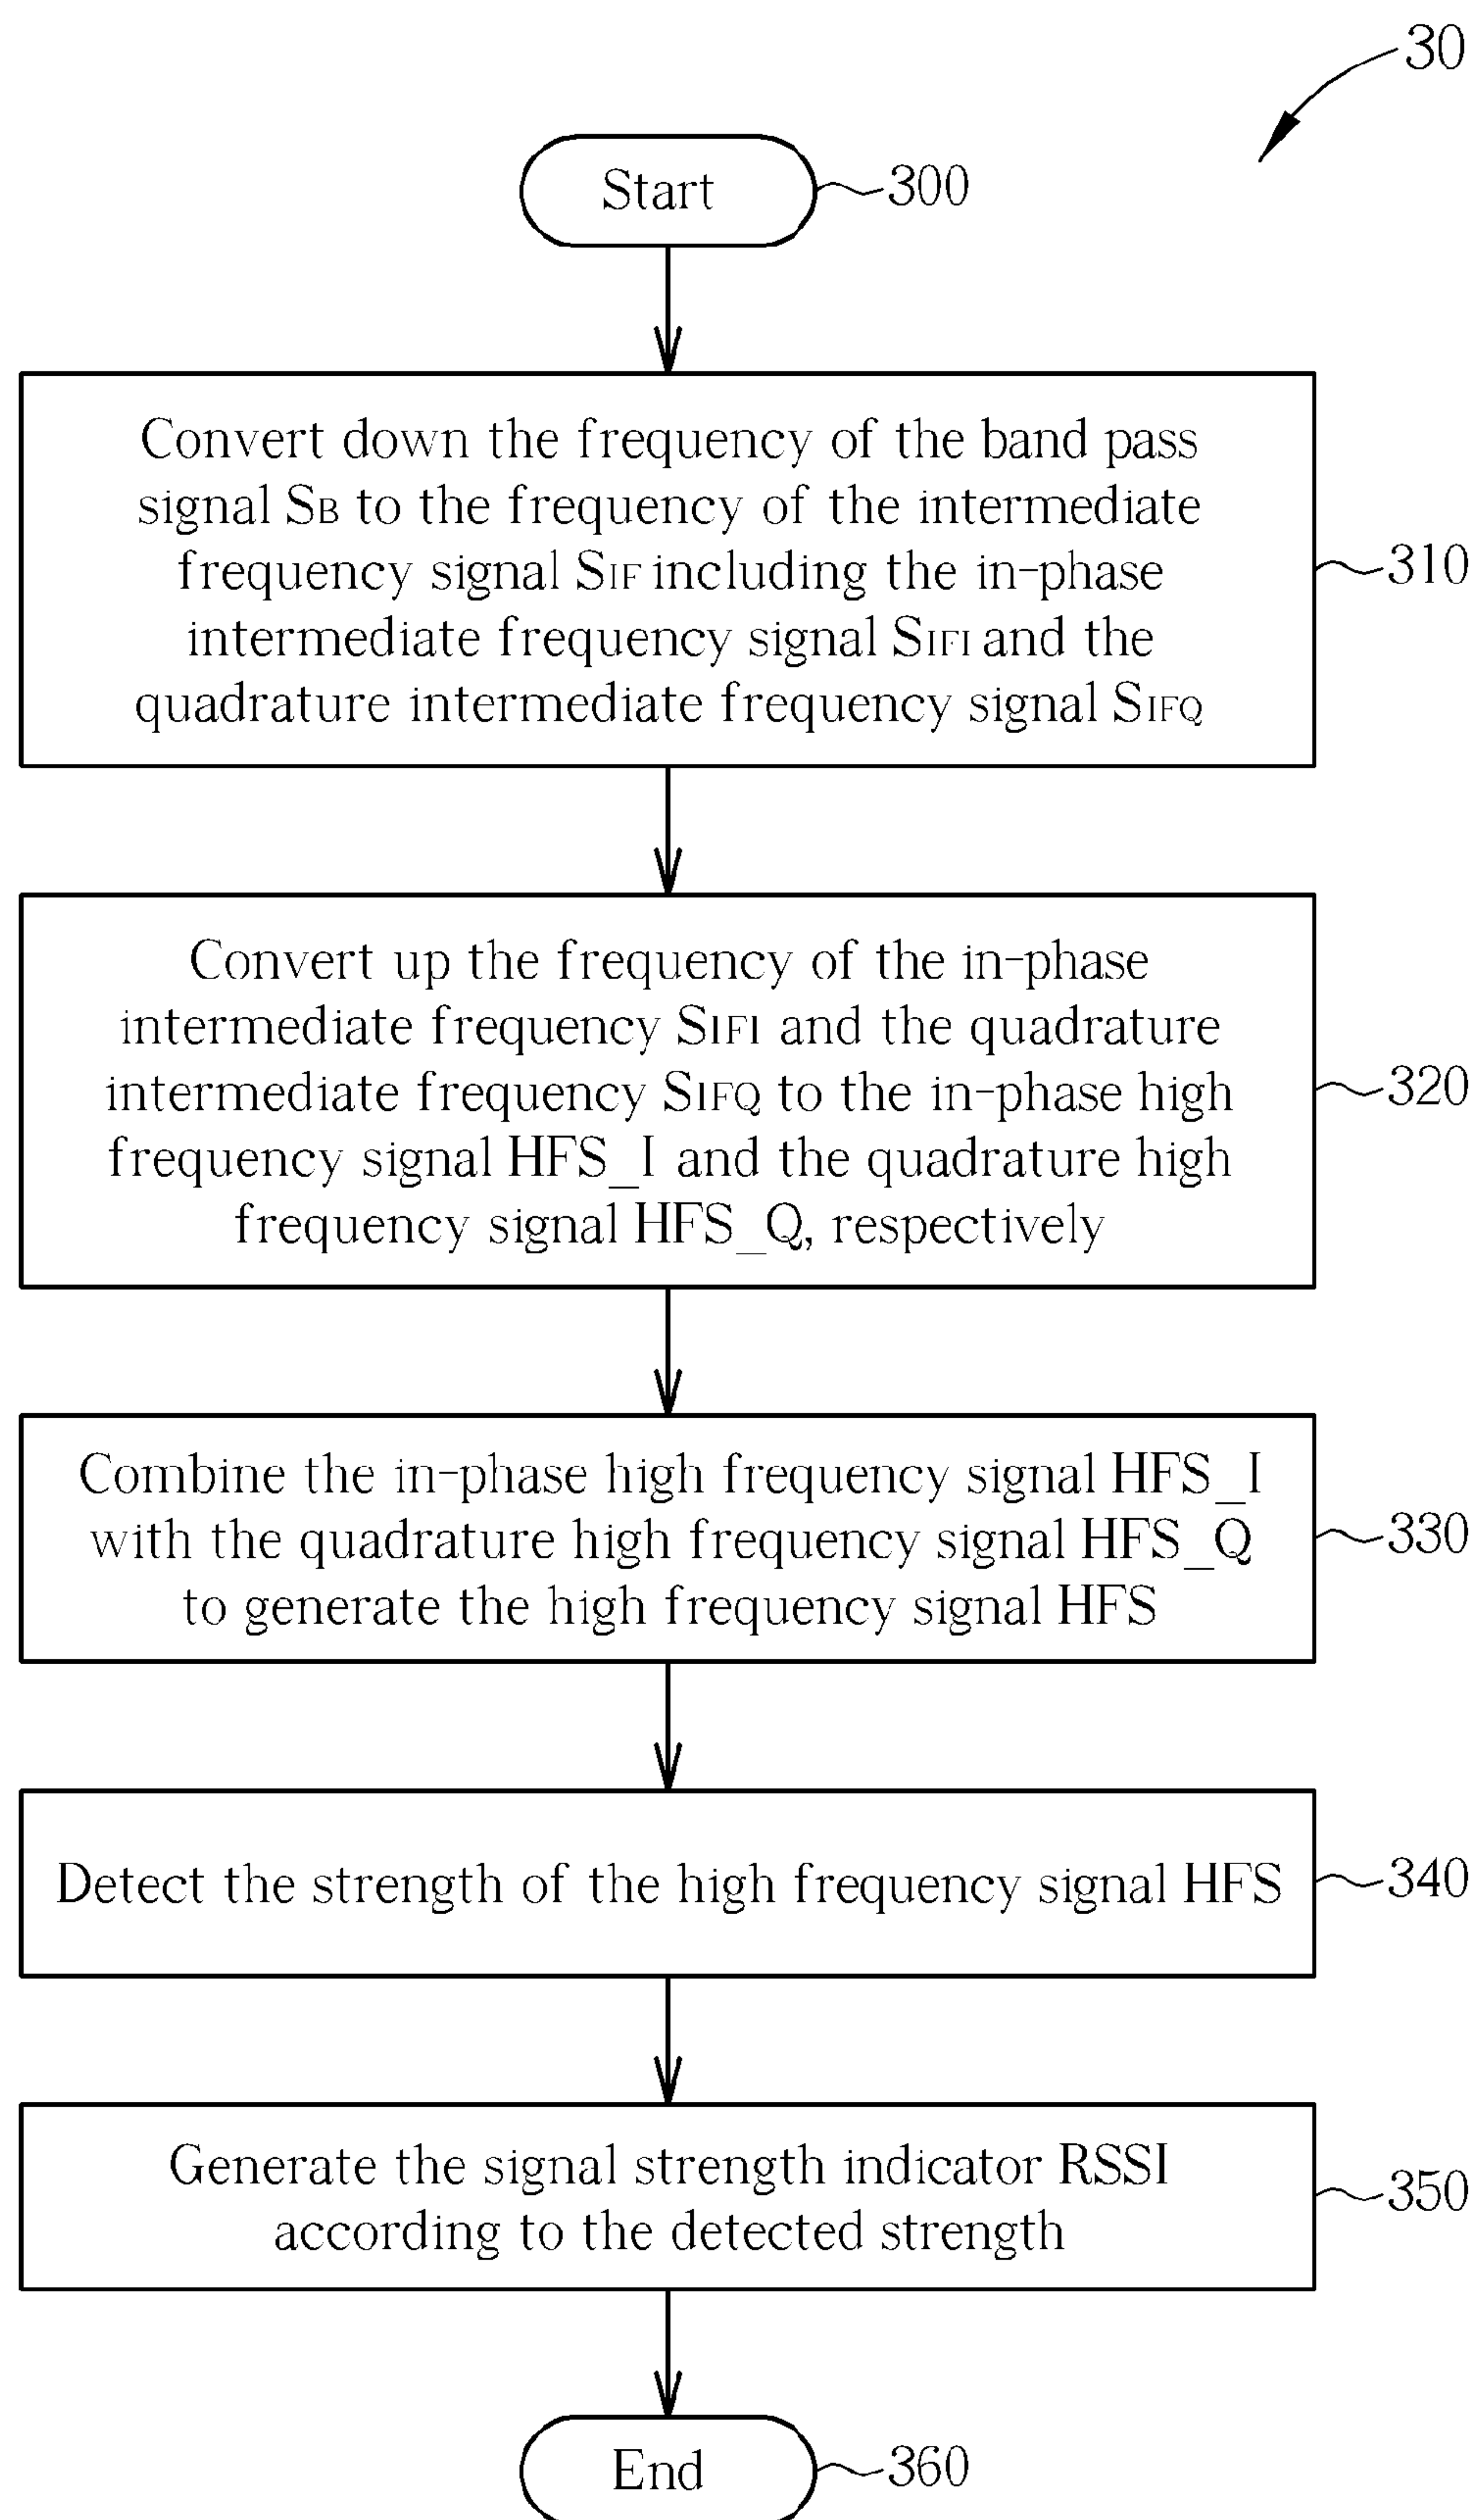 30
Start
300
Convert down the frequency of the band pass
signal SB to the frequency of the intermediate
frequency signal SIF including the in-phase
intermediate frequency signal SIFI and the
quadrature intermediate frequency signal SIFQ
310
Convert up the frequency of the in-phase
intermediate frequency SIFI and the quadrature
intermediate frequency SIFQ to the in-phase high
frequency signal HFS_I and the quadrature high
frequency signal HFS_Q, respectively
320
Combine the in-phase high frequency signal HFS_I
with the quadrature high frequency signal HFS_Q
to generate the high frequency signal HFS
330
Detect the strength of the high frequency signal HFS
340
Generate the signal strength indicator RSSI
according to the detected strength
350
End
360